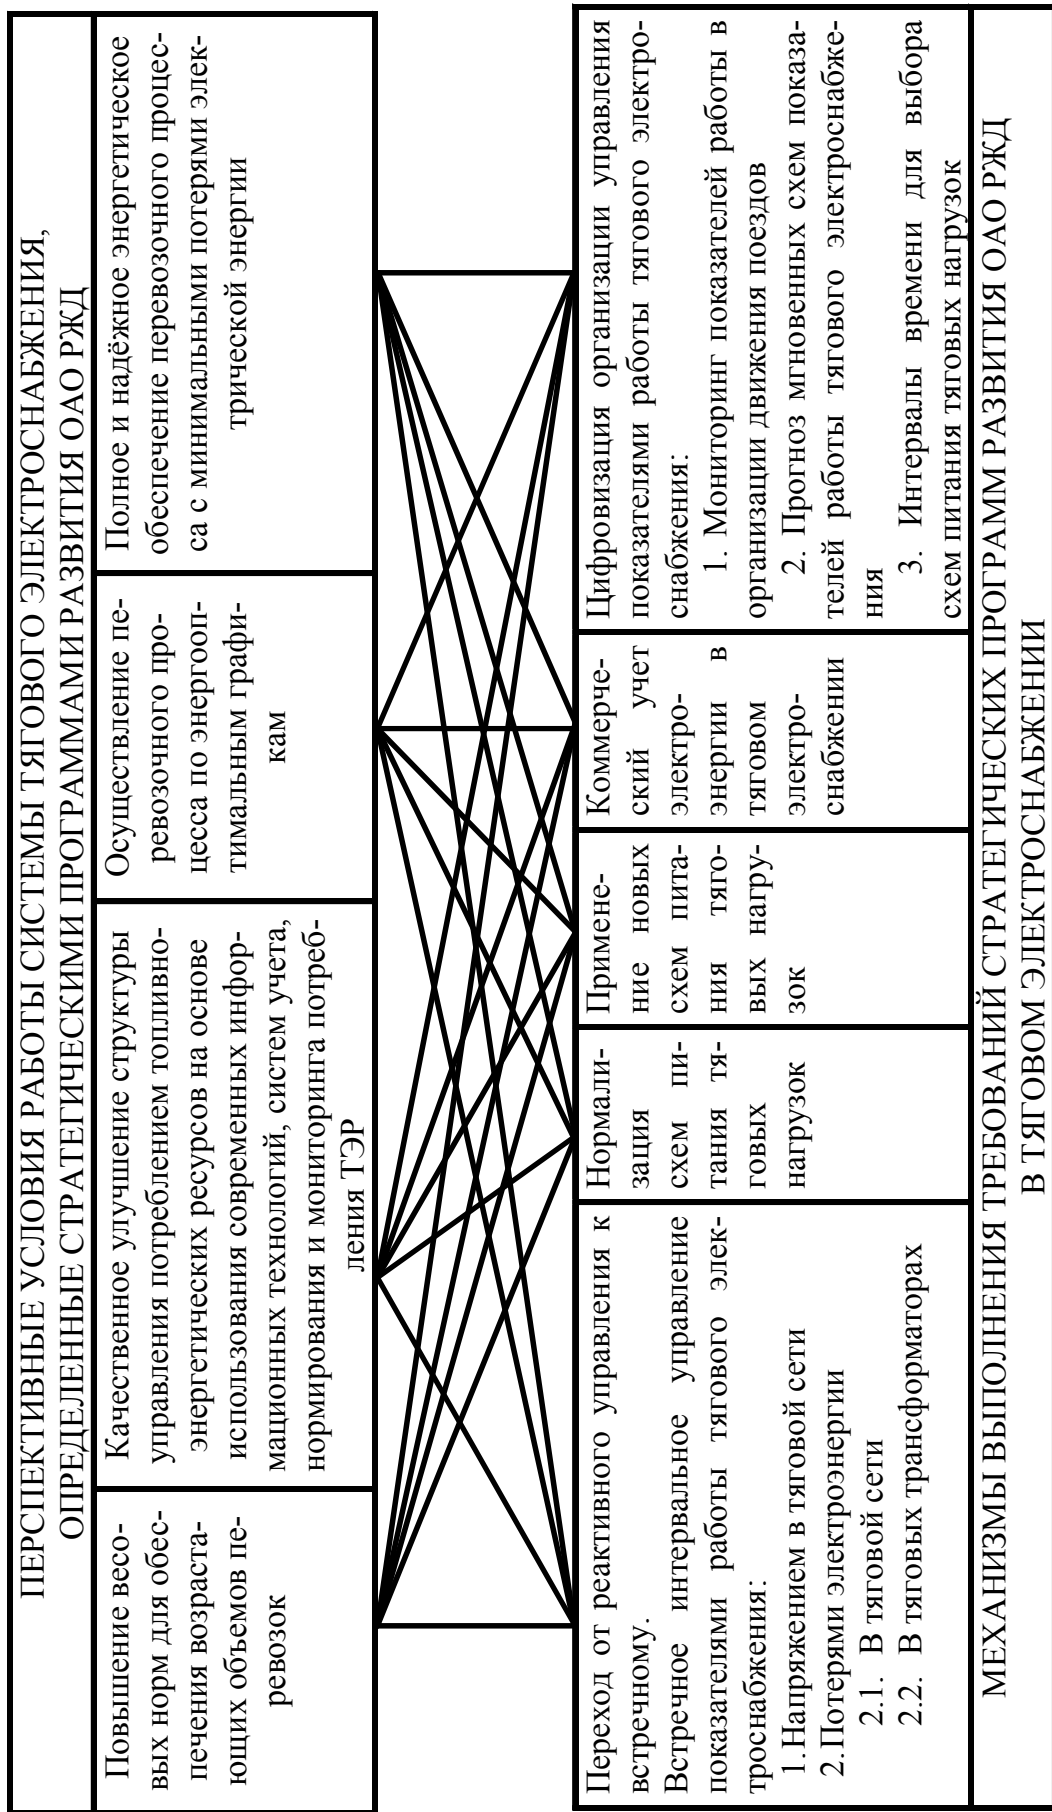 ПЕРСПЕКТИВНЫЕ УСЛОВИЯ РАБОТЫ СИСТЕМЫ ТЯГОВОГО ЭЛЕКТРОСНАБЖЕНИЯ,
ОПРЕДЕЛЕННЫЕ СТРАТЕГИЧЕСКИМИ ПРОГРАММАМИ РАЗВИТИЯ ОАО РЖД
Повышение весо-
вых норм для обес-
печения возраста-
ющих объемов пе-
ревозок
Качественное улучшение структуры
управления потреблением топливно-
энергетических ресурсов на основе
использования современных инфор-
мационных технологий, систем учета,
нормирования и мониторинга потреб-
ления ТЭР
Осуществление пе-
ревозочного про-
цесса по энергооп-
тимальным графи-
кам
Полное и надёжное энергетическое
обеспечение перевозочного процес-
са с минимальными потерями элек-
трической энергии
Переход от реактивного управления к
встречному.
Встречное интервальное управление
показателями работы тягового элек-
троснабжения:
1.Напряжением в тяговой сети
2.Потерями электроэнергии
2.1. В тяговой сети
2.2. В тяговых трансформаторах
Нормали-
зация
схем пи-
тания тя-
говых
нагрузок
Примене-
ние новых
схем пита-
ния тяго-
вых нагру-
зок
Коммерче-
ский учет
электро-
энергии в
тяговом
электро-
снабжении
Цифровизация организации управления
показателями работы тягового электро-
снабжения:
1. Мониторинг показателей работы в
организации движения поездов
2. Прогноз мгновенных схем показа-
телей работы тягового электроснабже-
ния
3. Интервалы времени для выбора
схем питания тяговых нагрузок
МЕХАНИЗМЫ ВЫПОЛНЕНИЯ ТРЕБОВАНИЙ СТРАТЕГИЧЕСКИХ ПРОГРАММ РАЗВИТИЯ ОАО РЖД
В ТЯГОВОМ ЭЛЕКТРОСНАБЖЕНИИ